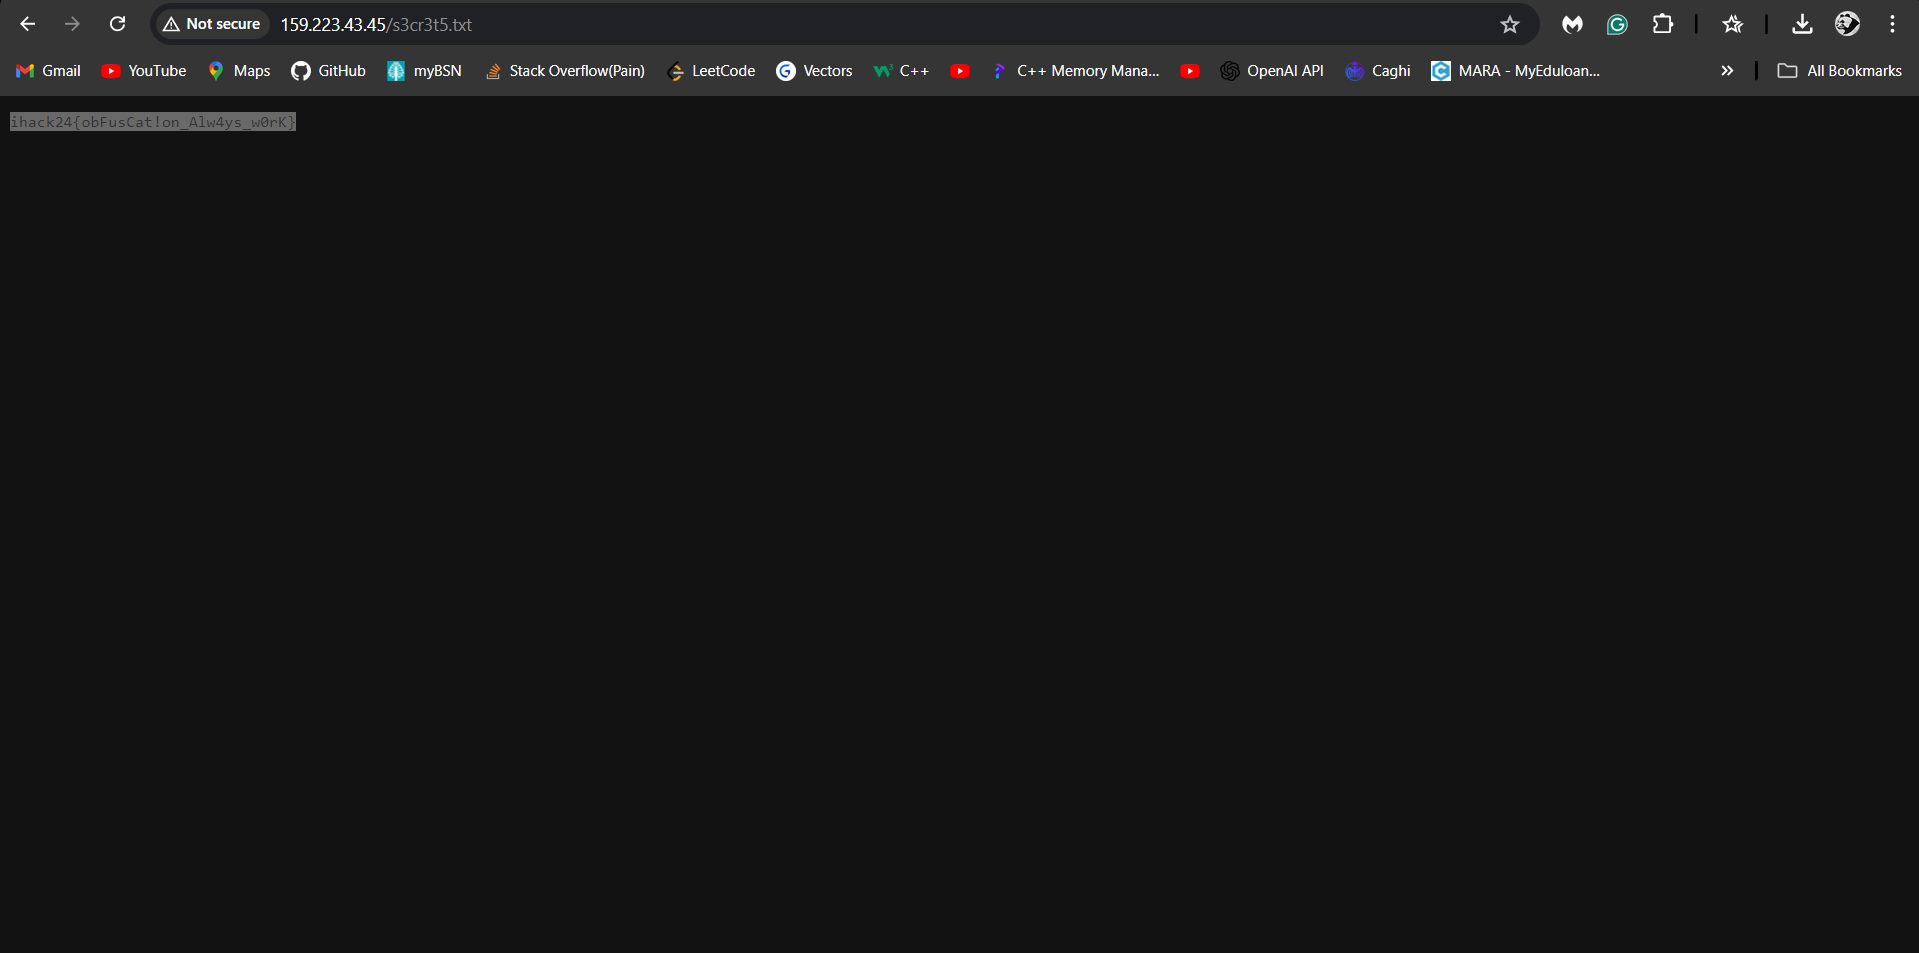 Not secure 159.223.43.45/s3cr3t5.txt
Gmail YouTube Maps GitHub myBSN Stack Overflow(Pain) LeetCode Vectors C++ C++ Memory Mana... OpenAI API Caghi MARA - MyEduloan... All Bookmarks
ihack24{obFusCat!on_Alw4ys_w0rK}